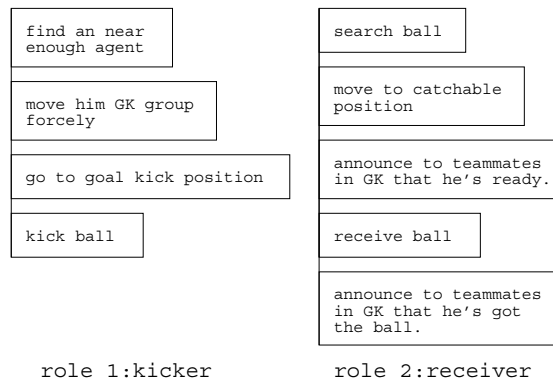 find an near
enough agent
move him GK group
forcely
go to goal kick position
kick ball
role 1:kicker
search ball
move to catchable
position
announce to teammates
in GK that he's ready.
receive ball
announce to teammates
in GK that he's got
the ball.
role 2:receiver